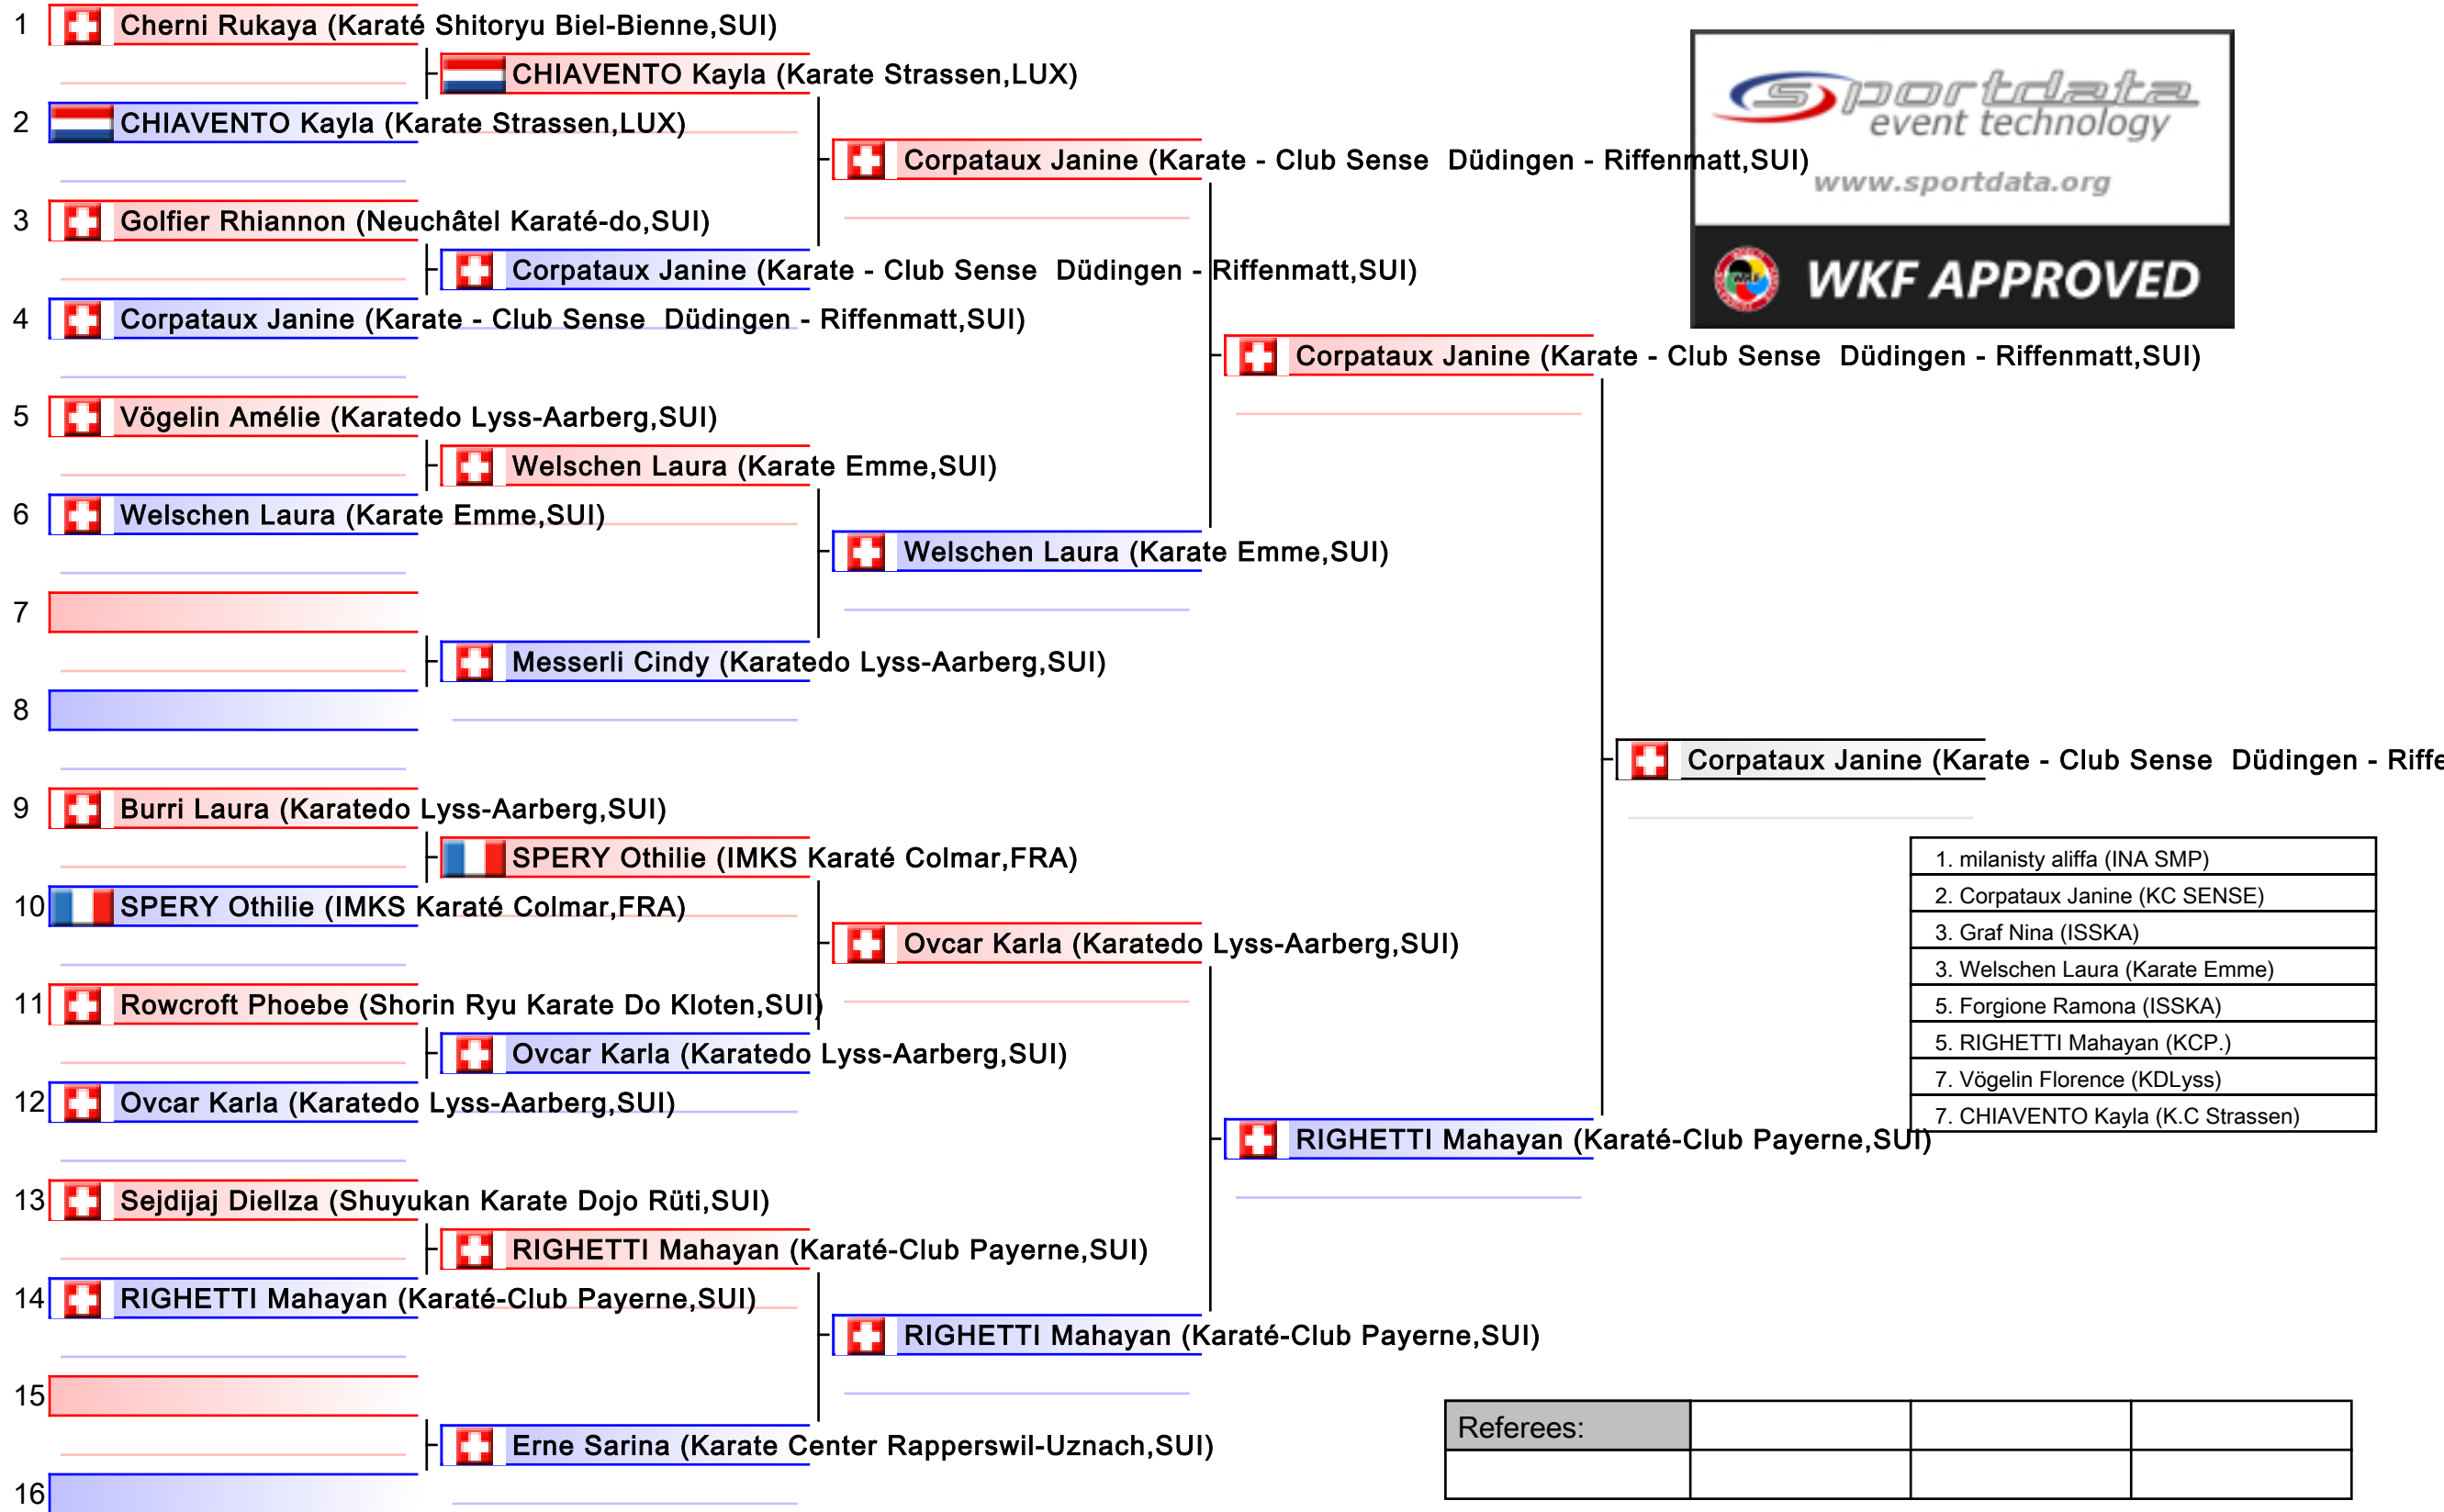 1 Cherni Rukaya (Karaté Shitoryu Biel-Bienne,SUI)
CHIAVENTO Kayla (Karate Strassen,LUX)
2 CHIAVENTO Kayla (Karate Strassen,LUX)
Corpataux Janine (Karate - Club Sense  Düdingen - Riffenmatt,SUI)
3 Golfier Rhiannon (Neuchâtel Karaté-do,SUI)
Corpataux Janine (Karate - Club Sense  Düdingen - Riffenmatt,SUI)
4 Corpataux Janine (Karate - Club Sense  Düdingen - Riffenmatt,SUI)
Corpataux Janine (Karate - Club Sense  Düdingen - Riffenmatt,SUI)
5 Vögelin Amélie (Karatedo Lyss-Aarberg,SUI)
Welschen Laura (Karate Emme,SUI)
6 Welschen Laura (Karate Emme,SUI)
Welschen Laura (Karate Emme,SUI)
7
Messerli Cindy (Karatedo Lyss-Aarberg,SUI)
8
Corpataux Janine (Karate - Club Sense  Düdingen - Riffe
9 Burri Laura (Karatedo Lyss-Aarberg,SUI)
SPERY Othilie (IMKS Karaté Colmar,FRA)
10 SPERY Othilie (IMKS Karaté Colmar,FRA)
Ovcar Karla (Karatedo Lyss-Aarberg,SUI)
11 Rowcroft Phoebe (Shorin Ryu Karate Do Kloten,SUI)
Ovcar Karla (Karatedo Lyss-Aarberg,SUI)
12 Ovcar Karla (Karatedo Lyss-Aarberg,SUI)
RIGHETTI Mahayan (Karaté-Club Payerne,SUI)
13 Sejdijaj Diellza (Shuyukan Karate Dojo Rüti,SUI)
RIGHETTI Mahayan (Karaté-Club Payerne,SUI)
14 RIGHETTI Mahayan (Karaté-Club Payerne,SUI)
RIGHETTI Mahayan (Karaté-Club Payerne,SUI)
15
Erne Sarina (Karate Center Rapperswil-Uznach,SUI)
16
sportdata
event technology
www.sportdata.org
WKF
WKF APPROVED
1. milanisty aliffa (INA SMP)
2. Corpataux Janine (KC SENSE)
3. Graf Nina (ISSKA)
3. Welschen Laura (Karate Emme)
5. Forgione Ramona (ISSKA)
5. RIGHETTI Mahayan (KCP.)
7. Vögelin Florence (KDLyss)
7. CHIAVENTO Kayla (K.C Strassen)
Referees: